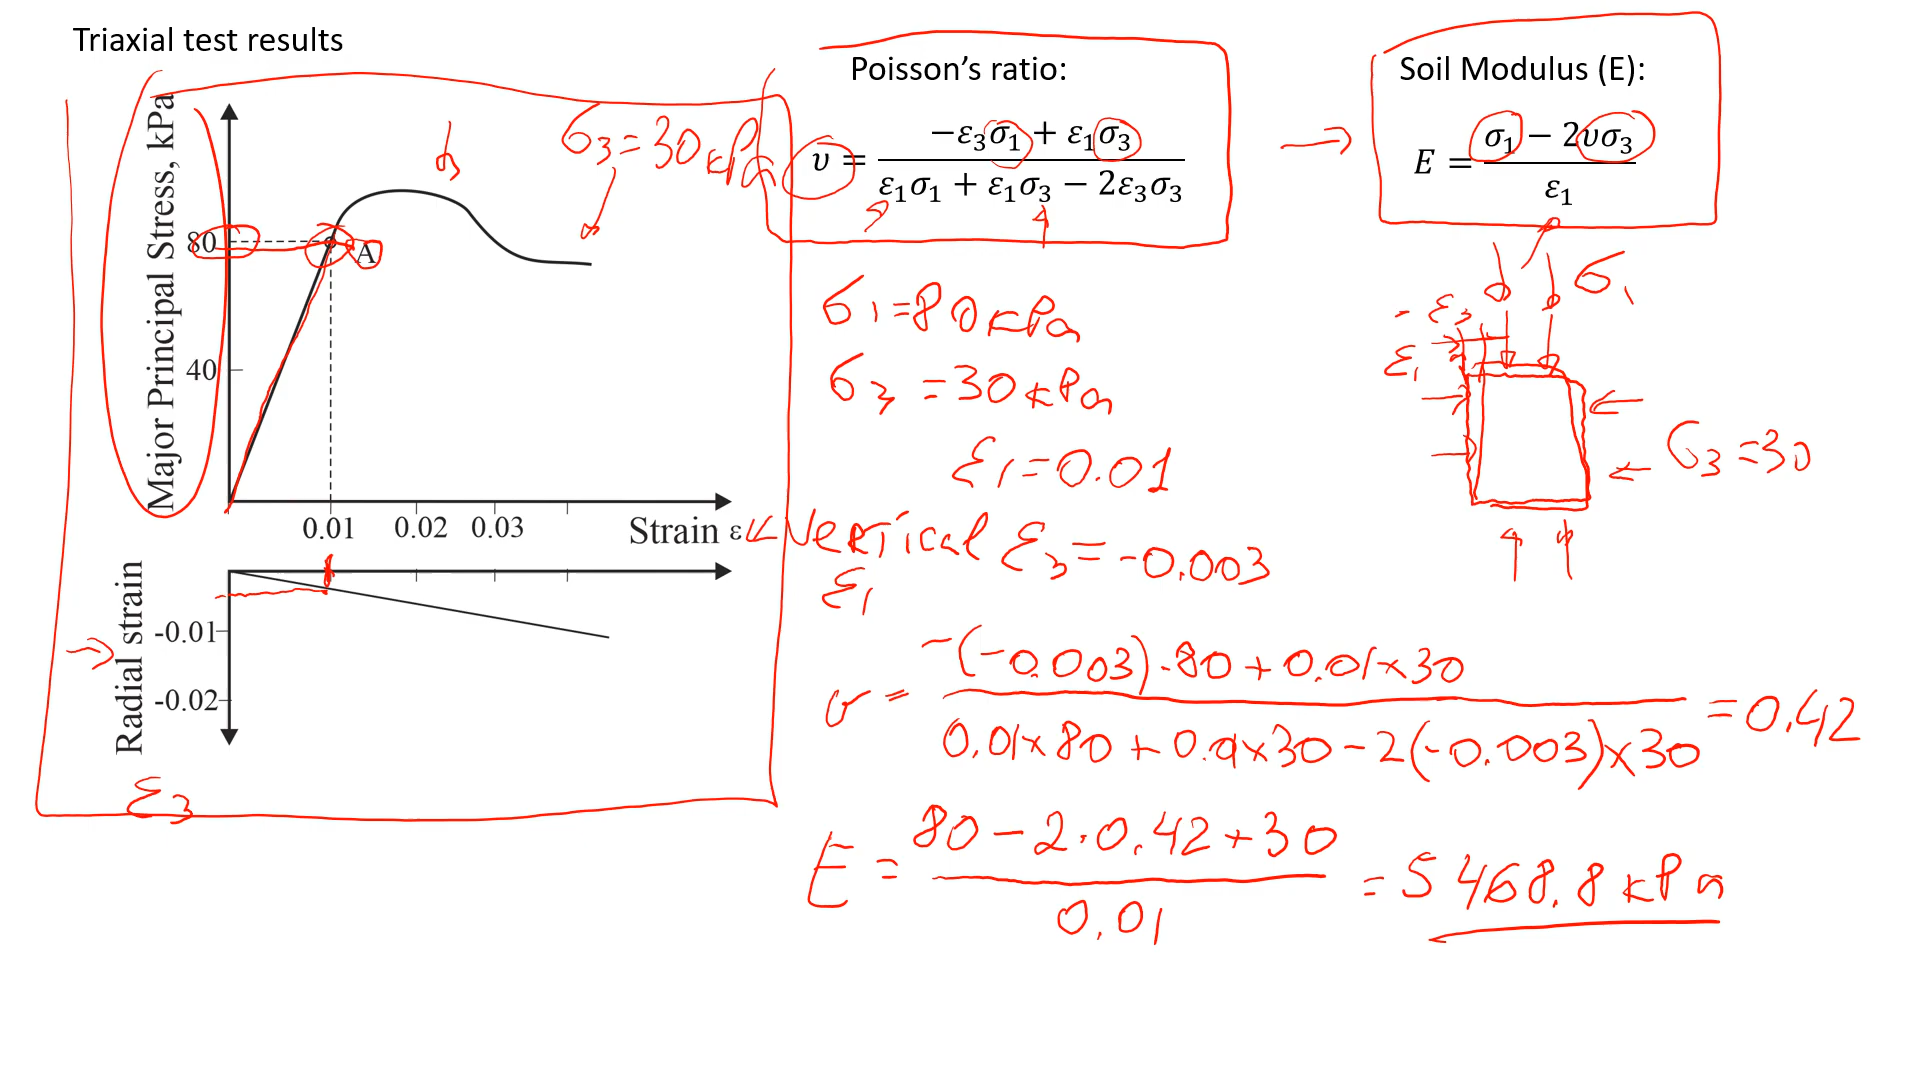 Triaxial test results
Major Principal Stress, kPa
80
40
A
σ3=30 kPa
0.01 0.02 0.03
Strain ε
Vertical
ε1
Radial strain
-0.01
-0.02
ε3
Poisson's ratio:
υ = (−ε3σ1 + ε1σ3) / (ε1σ1 + ε1σ3 − 2ε3σ3)
Soil Modulus (E):
E = (σ1 − 2υσ3) / ε1
σ1=80 kPa
σ3 =30 kPa
ε1=0.01
ε3=-0.003
σ1
- ε3
ε1
σ3=30
υ = (-(-0.003)·80+0.01×30) / (0.01×80+0.01×30-2(-0.003)×30) =0.42
E = (80-2·0.42+30) / 0.01 = 5468.8 kPa